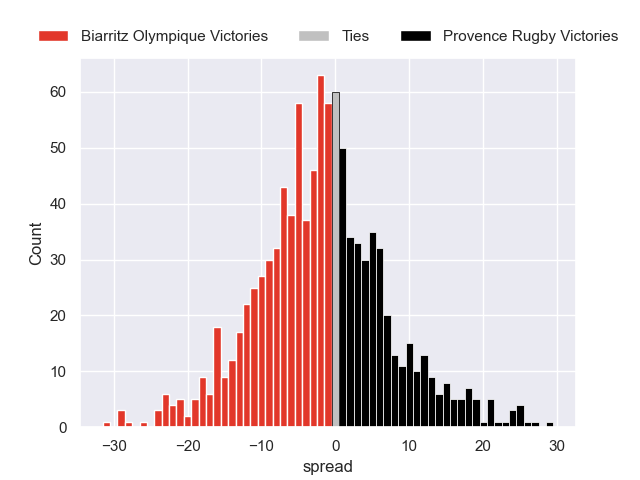 Biarritz Olympique Victories Ties Provence Rugby Victories
60
50
40
30
20
10
0
Count
−30 −20 −10 0 10 20 30
spread